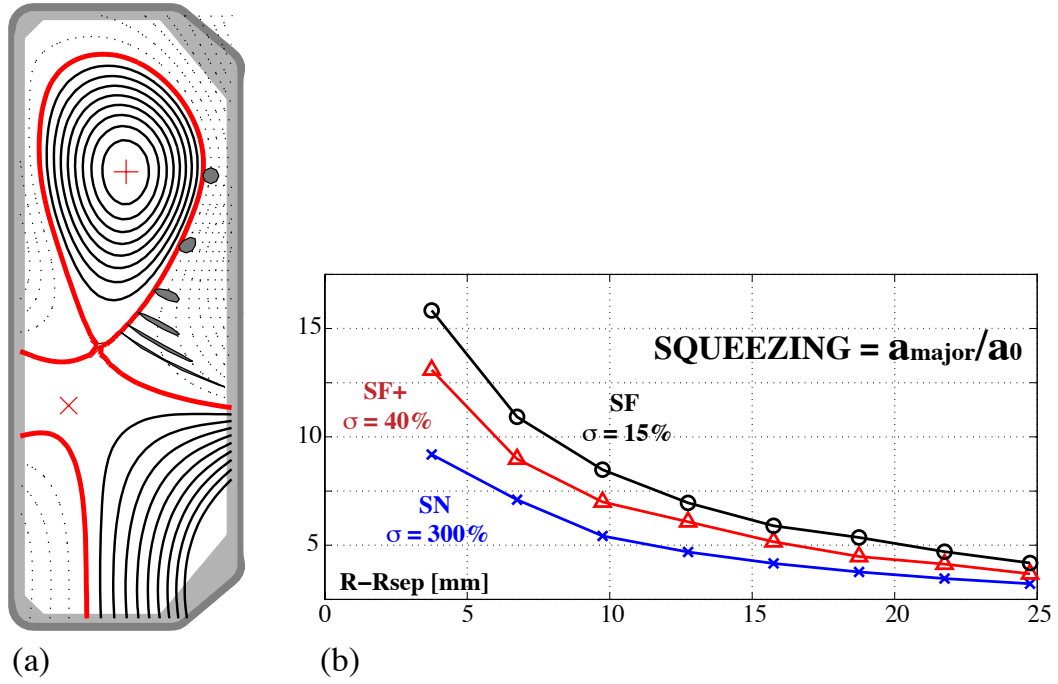 SQUEEZING = amajor/a0
SF+
σ = 40%
SF
σ = 15%
SN
σ = 300%
15
10
5
R−Rsep [mm]
0
5
10
15
20
25
(a)
(b)